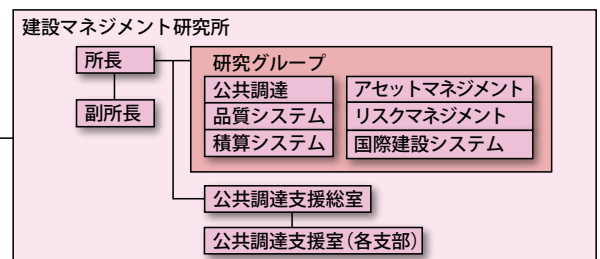 建設マネジメント研究所
所長
副所長
研究グループ
公共調達
品質システム
積算システム
アセットマネジメント
リスクマネジメント
国際建設システム
公共調達支援総室
公共調達支援室(各支部)